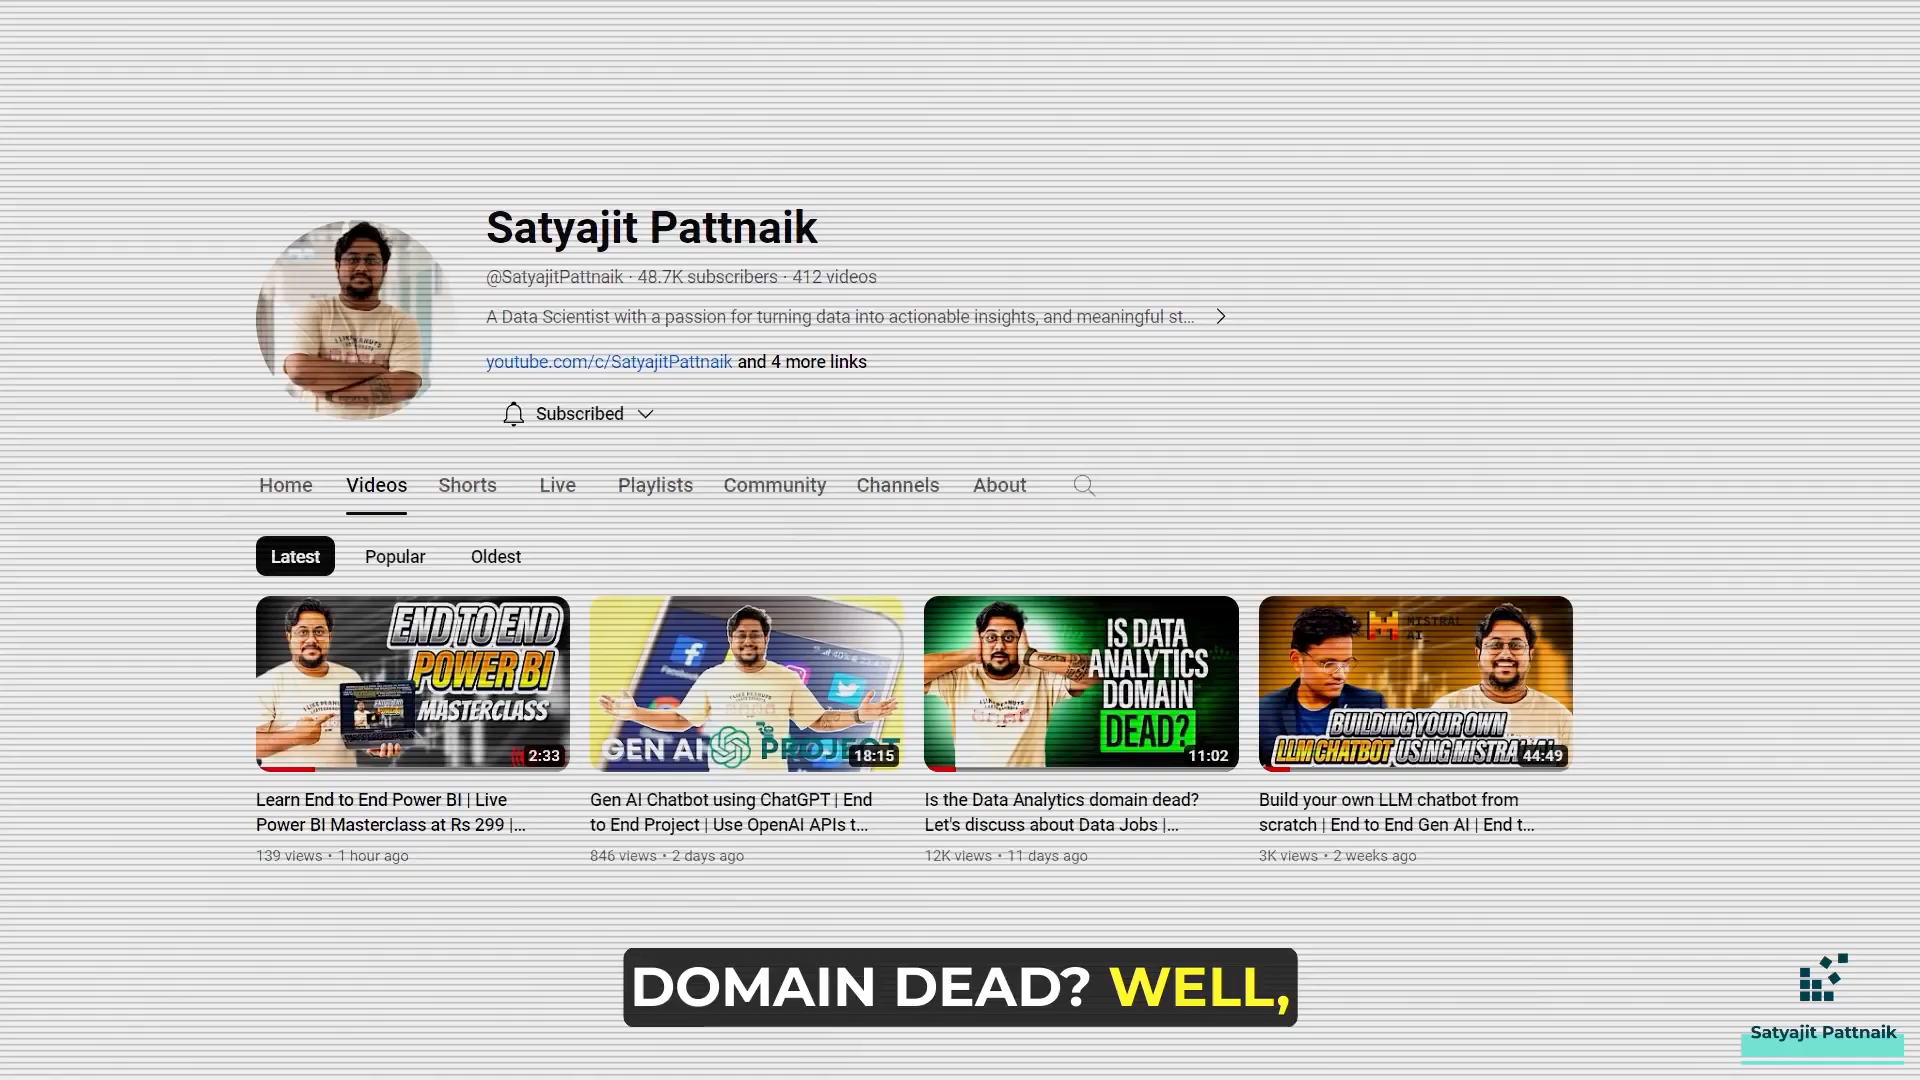 Satyajit Pattnaik
@SatyajitPattnaik · 48.7K subscribers · 412 videos
A Data Scientist with a passion for turning data into actionable insights, and meaningful st...
youtube.com/c/SatyajitPattnaik and 4 more links
Subscribed
Home Videos Shorts Live Playlists Community Channels About
Latest Popular Oldest
END TO END
POWER BI
MASTERCLASS
2:33
GEN AI PROJECT
18:15
IS DATA
ANALYTICS
DOMAIN
DEAD?
11:02
MISTRAL
AI
BUILDING YOUR OWN
LLM CHATBOT USING MISTRAL
44:49
Learn End to End Power BI | Live
Power BI Masterclass at Rs 299 |...
139 views • 1 hour ago
Gen AI Chatbot using ChatGPT | End
to End Project | Use OpenAI APIs t...
846 views • 2 days ago
Is the Data Analytics domain dead?
Let's discuss about Data Jobs |...
12K views • 11 days ago
Build your own LLM chatbot from
scratch | End to End Gen AI | End t...
3K views • 2 weeks ago
DOMAIN DEAD? WELL,
Satyajit Pattnaik